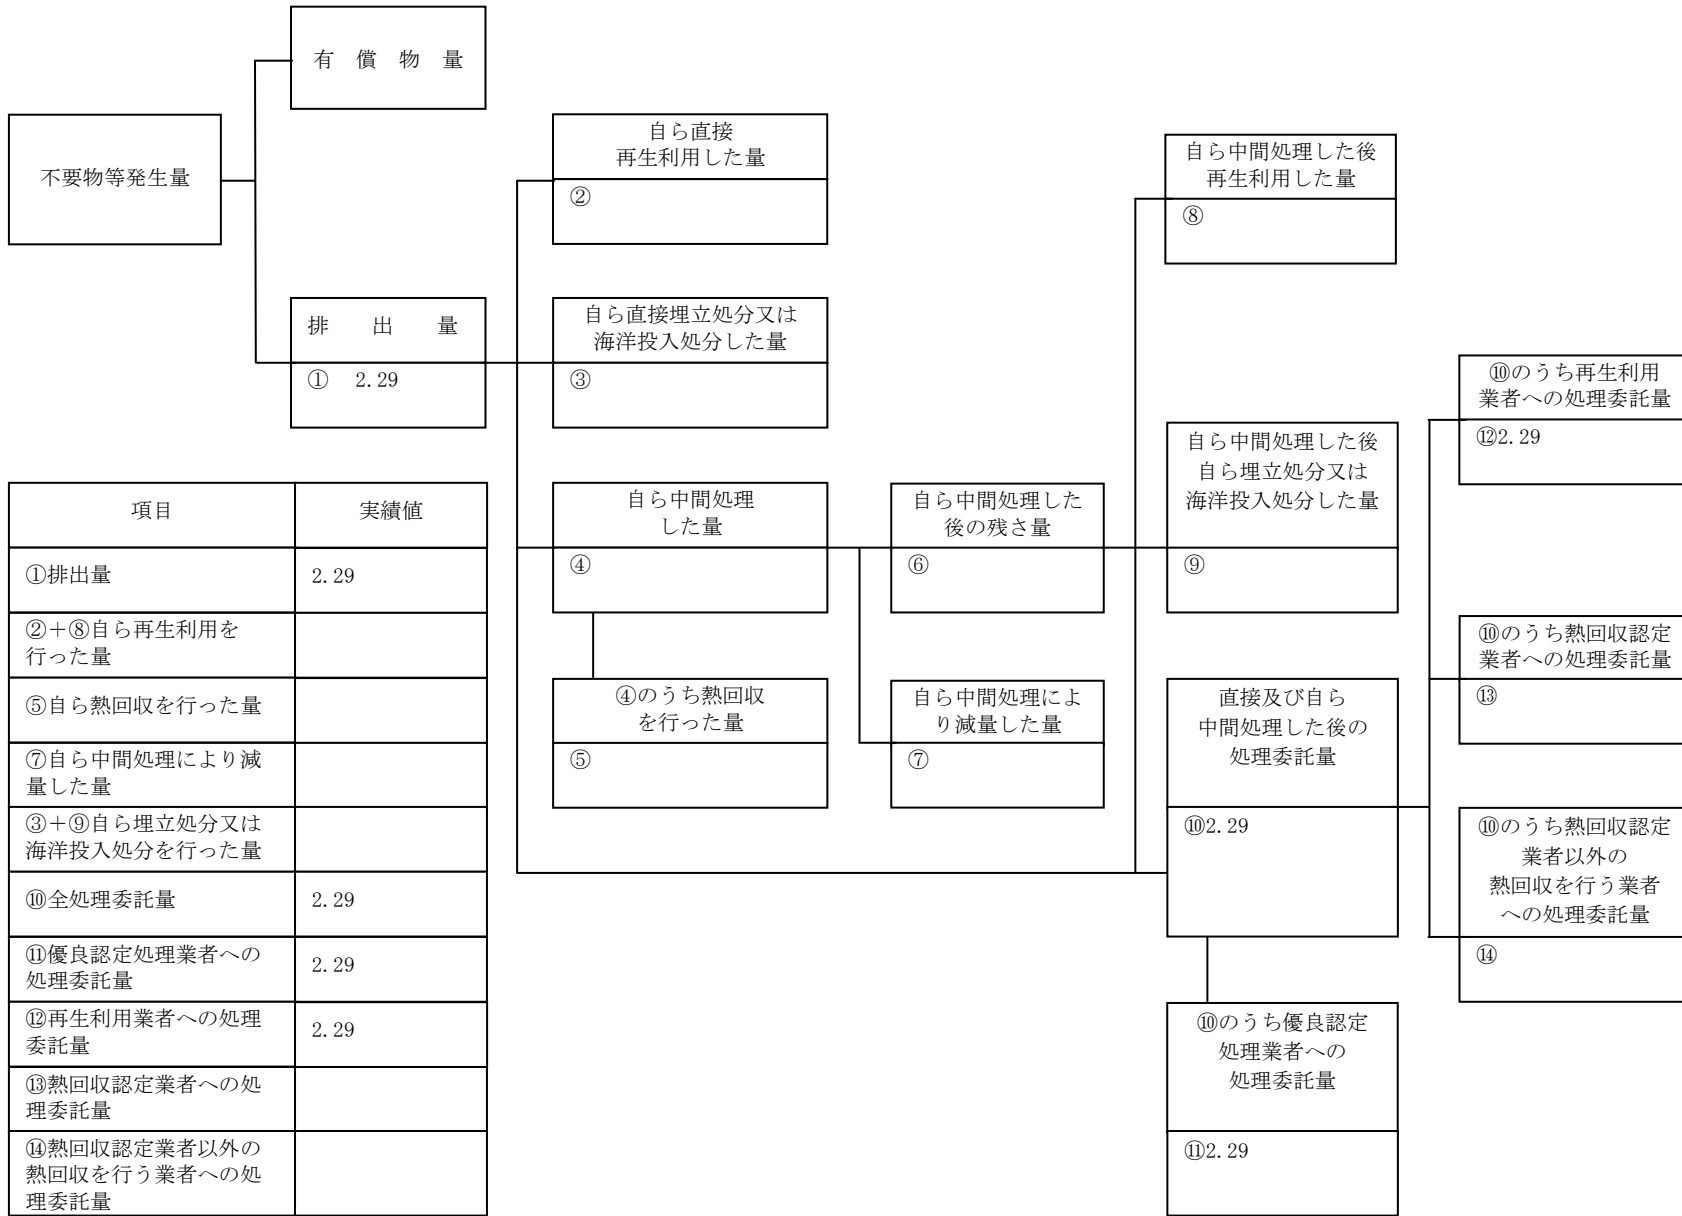 有償物量
不要物等発生量
排出量
① 2.29
自ら直接
再生利用した量
②
自ら直接埋立処分又は
海洋投入処分した量
③
自ら中間処理
した量
④
④のうち熱回収
を行った量
⑤
自ら中間処理した
後の残さ量
⑥
自ら中間処理によ
り減量した量
⑦
自ら中間処理した後
再生利用した量
⑧
自ら中間処理した後
自ら埋立処分又は
海洋投入処分した量
⑨
直接及び自ら
中間処理した後の
処理委託量
⑩2.29
⑩のうち優良認定
処理業者への
処理委託量
⑪2.29
⑩のうち再生利用
業者への処理委託量
⑫2.29
⑩のうち熱回収認定
業者への処理委託量
⑬
⑩のうち熱回収認定
業者以外の
熱回収を行う業者
への処理委託量
⑭
項目 実績値
①排出量 2.29
②+⑧自ら再生利用を
行った量
⑤自ら熱回収を行った量
⑦自ら中間処理により減
量した量
③+⑨自ら埋立処分又は
海洋投入処分を行った量
⑩全処理委託量 2.29
⑪優良認定処理業者への
処理委託量 2.29
⑫再生利用業者への処理
委託量 2.29
⑬熱回収認定業者への処
理委託量
⑭熱回収認定業者以外の
熱回収を行う業者への処
理委託量